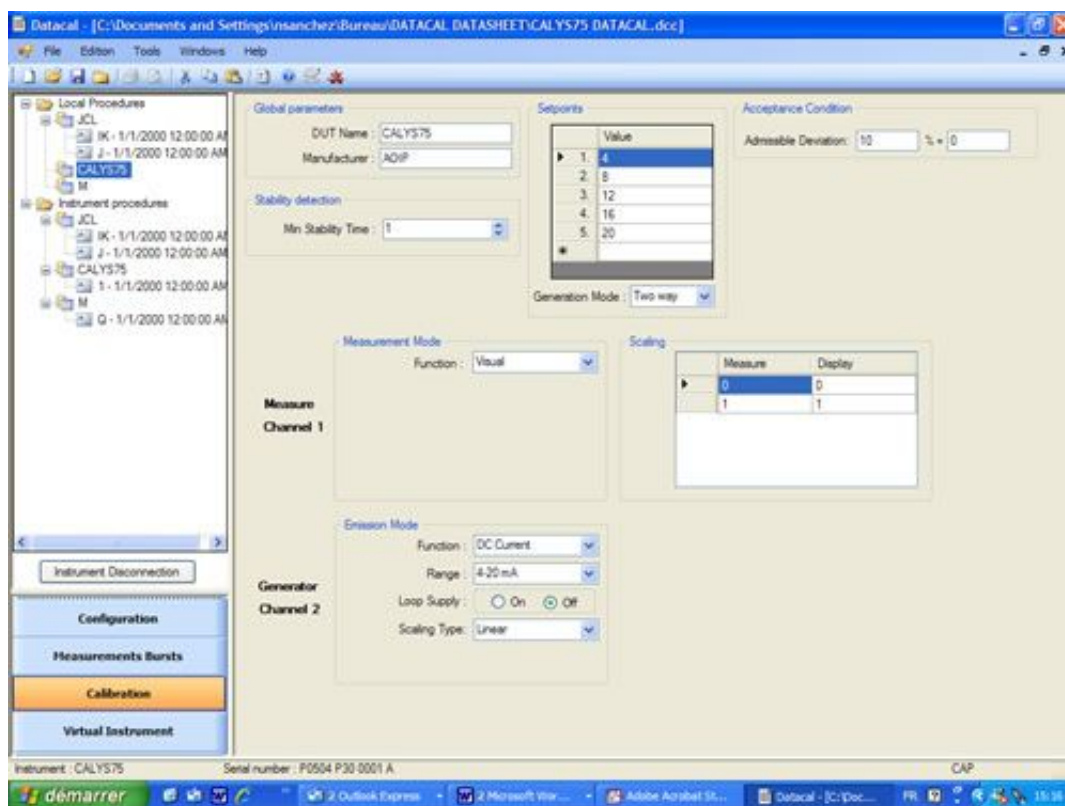 Datacal - [C:\Documents and Settings\nsanchez\Bureau\DATACAL DATASHEET\CALYS75 DATACAL.dcc]
File Edition Tools Windows Help
Local Procedures
JCL
IK - 1/1/2000 12:00:00 AM
J - 1/1/2000 12:00:00 AM
CALYS75
M
Instrument procedures
JCL
IK - 1/1/2000 12:00:00 AM
J - 1/1/2000 12:00:00 AM
CALYS75
1 - 1/1/2000 12:00:00 AM
M
Q - 1/1/2000 12:00:00 AM
Instrument Disconnection
Configuration
Measurements Bursts
Calibration
Virtual Instrument
Global parameters
DUT Name : CALYS75
Manufacturer : AOIP
Stability detection
Min Stability Time : 1
Setpoints
Value
1. 4
2. 8
3. 12
4. 16
5. 20
Generation Mode : Two way
Acceptance Condition
Admissible Deviation: 10 % + 0
Measure Channel 1
Measurement Mode
Function : Visual
Scaling
Measure Display
0 0
1 1
Generator Channel 2
Emission Mode
Function : DC Current
Range : 4-20 mA
Loop Supply : On Off
Scaling Type: Linear
Instrument : CALYS75 Serial number : P0504 P30 0001 A CAP
démarrer 2 Outlook Express 2 Microsoft Wor... Adobe Acrobat St... Datacal - [C:\Doc... FR 15:16